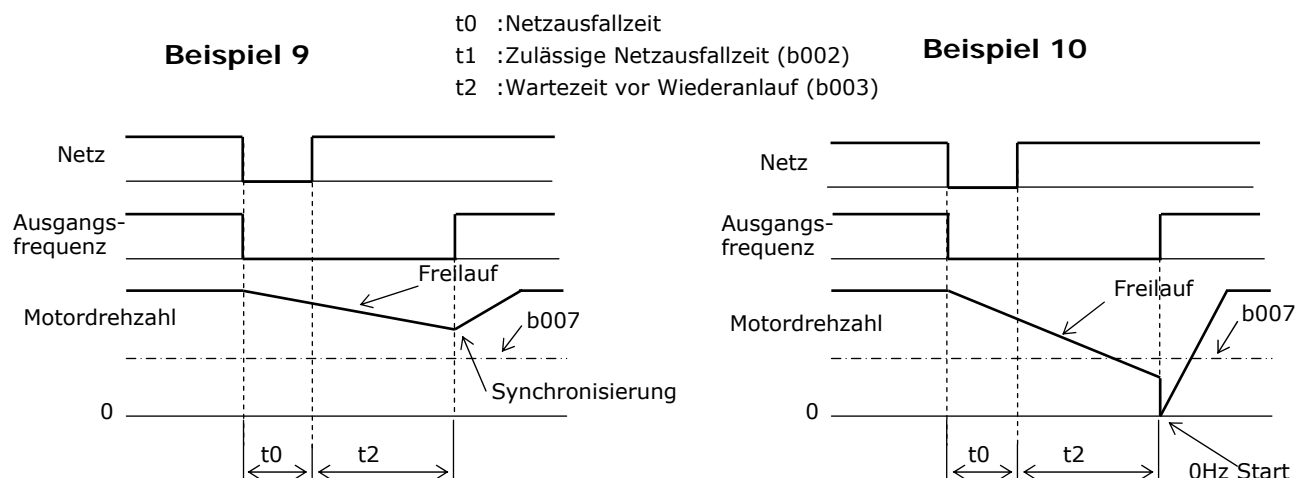 t0 :Netzausfallzeit
t1 :Zulässige Netzausfallzeit (b002)
t2 :Wartezeit vor Wiederanlauf (b003)
Beispiel 9
Netz
Ausgangs-
frequenz
Freilauf
Motordrehzahl
b007
Synchronisierung
0
t0
t2
Beispiel 10
Netz
Ausgangs-
frequenz
Freilauf
Motordrehzahl
b007
0
t0
t2
0Hz Start